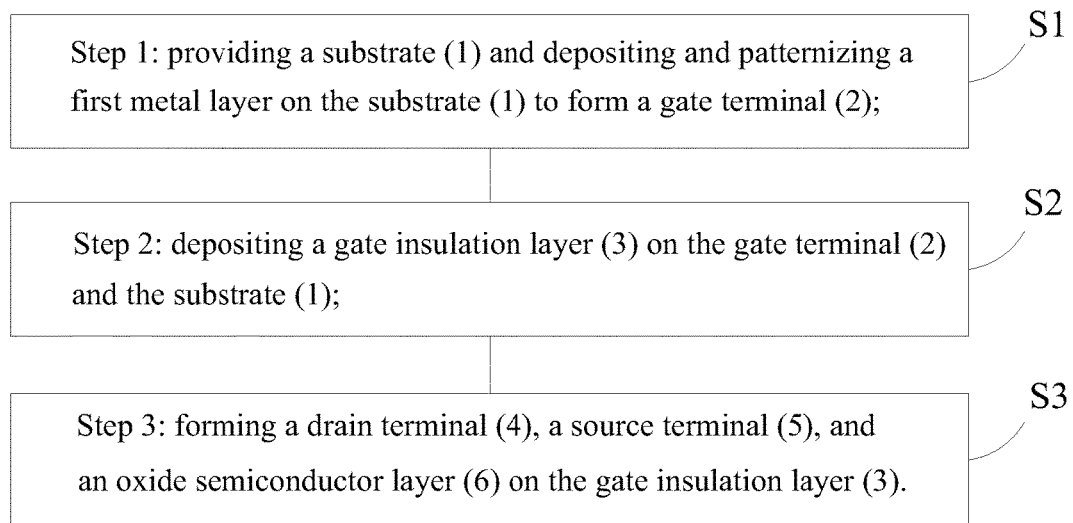 S1
Step 1: providing a substrate (1) and depositing and patternizing a
first metal layer on the substrate (1) to form a gate terminal (2);
S2
Step 2: depositing a gate insulation layer (3) on the gate terminal (2)
and the substrate (1);
S3
Step 3: forming a drain terminal (4), a source terminal (5), and
an oxide semiconductor layer (6) on the gate insulation layer (3).